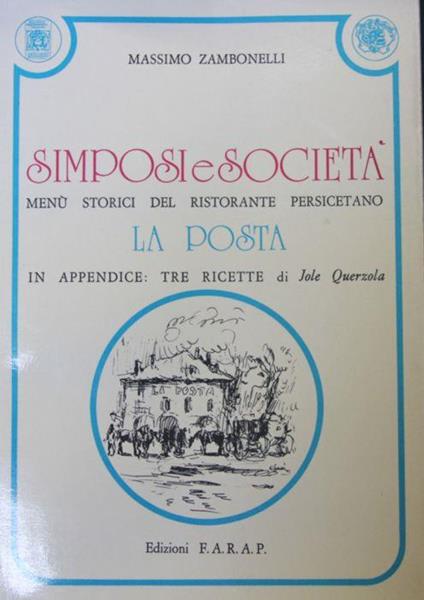 MASSIMO ZAMBONELLI
SIMPOSI e SOCIETÀ
MENÙ STORICI DEL RISTORANTE PERSICETANO
LA POSTA
IN APPENDICE: TRE RICETTE di Jole Querzola
LA POSTA
Edizioni F.A.R.A.P.